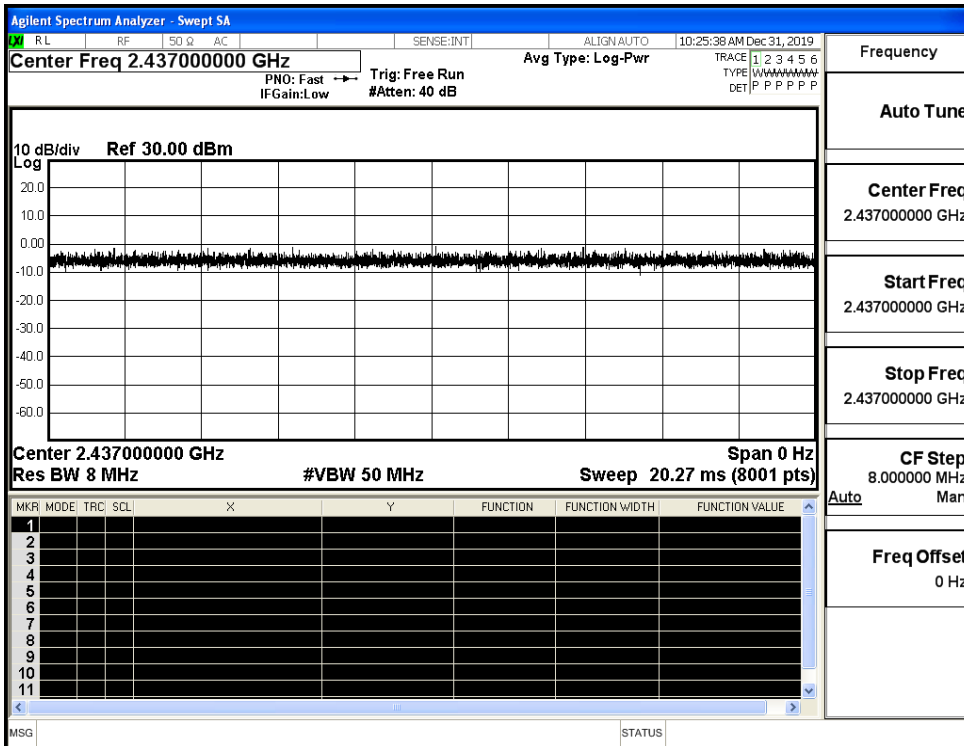 Agilent Spectrum Analyzer - Swept SA
LXI RL RF 50 Ω AC SENSE:INT ALIGN AUTO 10:25:38 AM Dec 31, 2019
Center Freq 2.437000000 GHz
PNO: Fast
IFGain:Low
Trig: Free Run
#Atten: 40 dB
Avg Type: Log-Pwr
TRACE 1 2 3 4 5 6
TYPE
DET P P P P P P
10 dB/div Ref 30.00 dBm
Log
20.0
10.0
0.00
-10.0
-20.0
-30.0
-40.0
-50.0
-60.0
Center 2.437000000 GHz Span 0 Hz
Res BW 8 MHz #VBW 50 MHz Sweep 20.27 ms (8001 pts)
MKR MODE TRC SCL X Y FUNCTION FUNCTION WIDTH FUNCTION VALUE
1
2
3
4
5
6
7
8
9
10
11
MSG STATUS
Frequency
Auto Tune
Center Freq
2.437000000 GHz
Start Freq
2.437000000 GHz
Stop Freq
2.437000000 GHz
CF Step
8.000000 MHz
Auto Man
Freq Offset
0 Hz